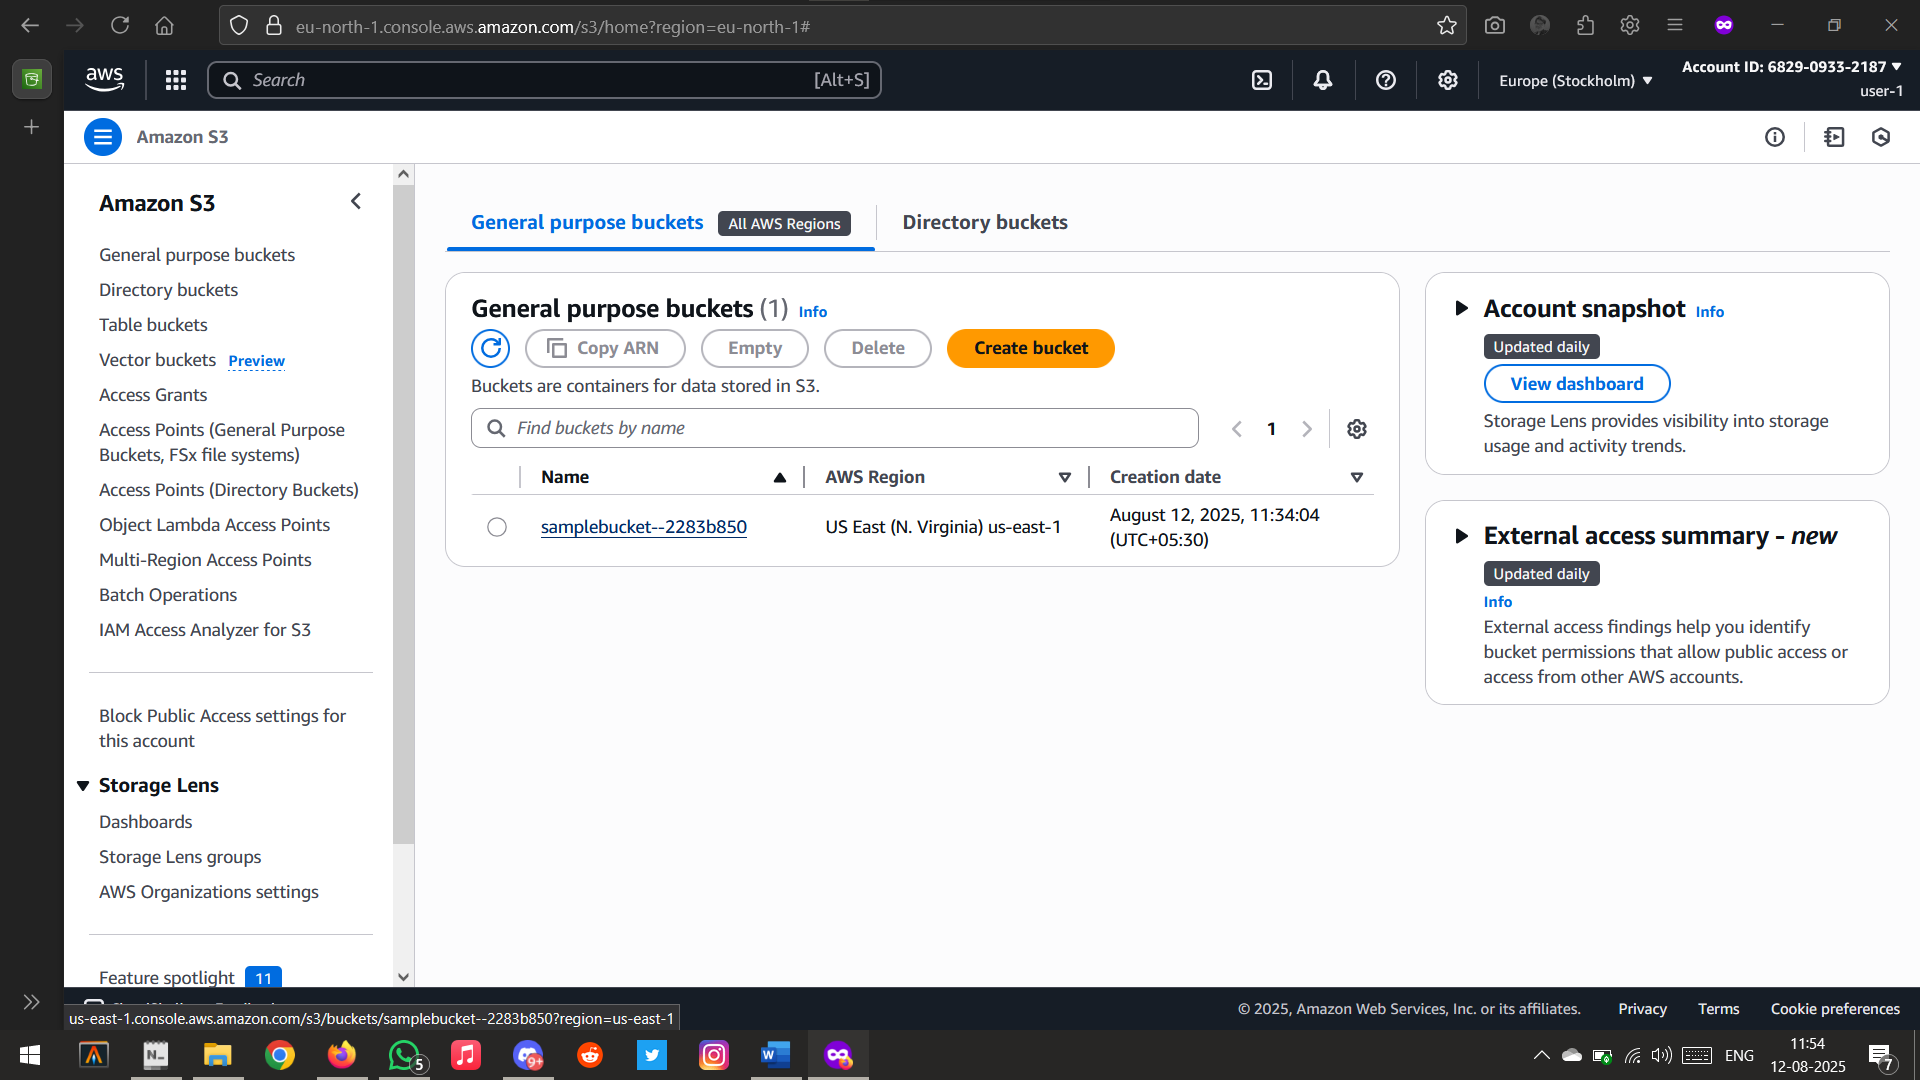 eu-north-1.console.aws.amazon.com/s3/home?region=eu-north-1#
aws
Search
[Alt+S]
Europe (Stockholm)
Account ID: 6829-0933-2187
user-1
Amazon S3
Amazon S3
General purpose buckets
Directory buckets
Table buckets
Vector buckets Preview
Access Grants
Access Points (General Purpose
Buckets, FSx file systems)
Access Points (Directory Buckets)
Object Lambda Access Points
Multi-Region Access Points
Batch Operations
IAM Access Analyzer for S3
Block Public Access settings for
this account
Storage Lens
Dashboards
Storage Lens groups
AWS Organizations settings
Feature spotlight 11
General purpose buckets All AWS Regions
Directory buckets
General purpose buckets (1) Info
Copy ARN
Empty
Delete
Create bucket
Buckets are containers for data stored in S3.
Find buckets by name
1
Name AWS Region Creation date
samplebucket--2283b850 US East (N. Virginia) us-east-1 August 12, 2025, 11:34:04
(UTC+05:30)
Account snapshot Info
Updated daily
View dashboard
Storage Lens provides visibility into storage
usage and activity trends.
External access summary - new
Updated daily
Info
External access findings help you identify
bucket permissions that allow public access or
access from other AWS accounts.
© 2025, Amazon Web Services, Inc. or its affiliates.
Privacy
Terms
Cookie preferences
us-east-1.console.aws.amazon.com/s3/buckets/samplebucket--2283b850?region=us-east-1
N_
5
9+
W
ENG
11:54
12-08-2025
7